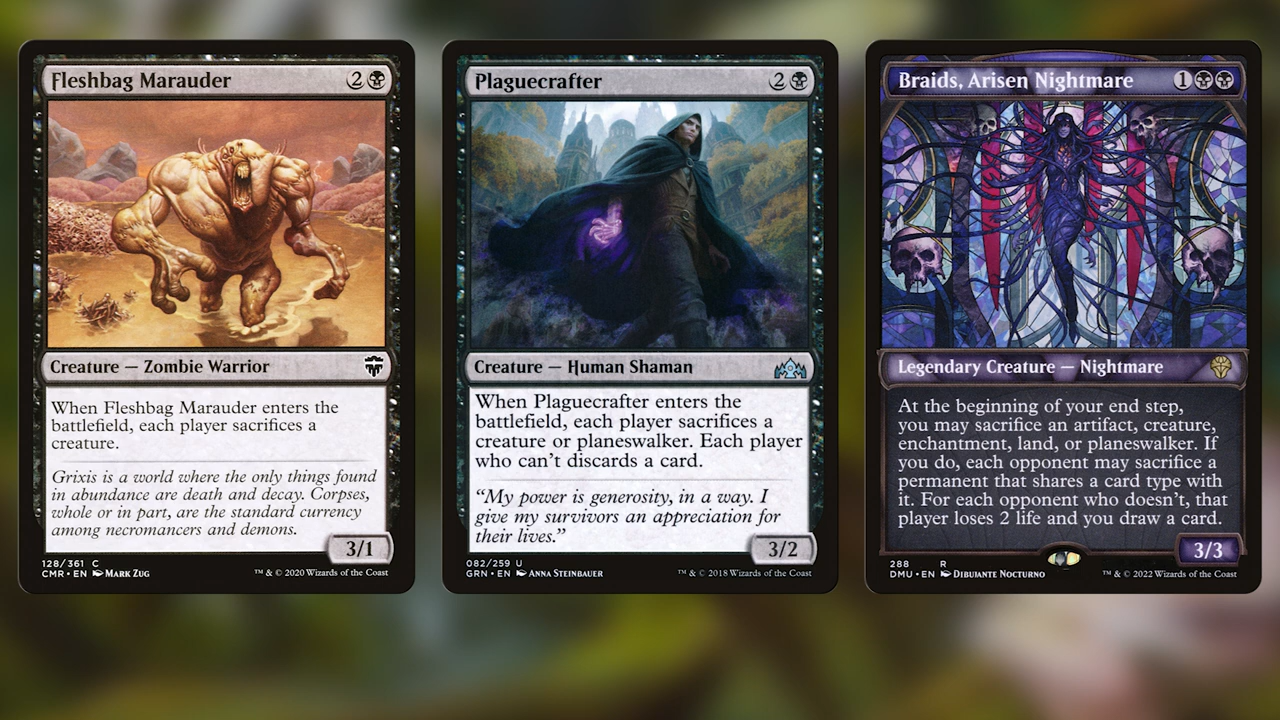 Fleshbag Marauder
2
Creature — Zombie Warrior
When Fleshbag Marauder enters the
battlefield, each player sacrifices a
creature.
Grixis is a world where the only things found
in abundance are death and decay. Corpses,
whole or in part, are the standard currency
among necromancers and demons.
3/1
128/361 C
CMR • EN Mark Zug
™ & © 2020 Wizards of the Coast
Plaguecrafter
2
Creature — Human Shaman
When Plaguecrafter enters the
battlefield, each player sacrifices a
creature or planeswalker. Each player
who can't discards a card.
“My power is generosity, in a way. I
give my survivors an appreciation for
their lives.”
3/2
082/259 U
GRN • EN Anna Steinbauer
™ & © 2018 Wizards of the Coast
Braids, Arisen Nightmare
1
Legendary Creature — Nightmare
At the beginning of your end step,
you may sacrifice an artifact, creature,
enchantment, land, or planeswalker. If
you do, each opponent may sacrifice a
permanent that shares a card type with
it. For each opponent who doesn't, that
player loses 2 life and you draw a card.
3/3
288 R
DMU • EN Dibujante Nocturno
™ & © 2022 Wizards of the Coast